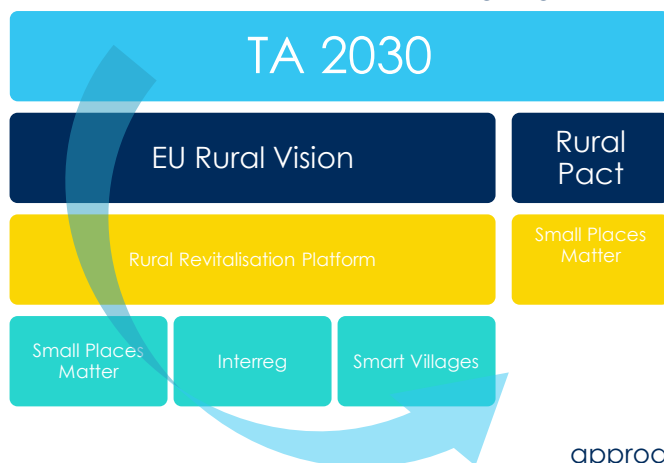 TA 2030
EU Rural Vision
Rural
Pact
Rural Revitalisation Platform
Small Places
Matter
Small Places
Matter
Interreg
Smart Villages